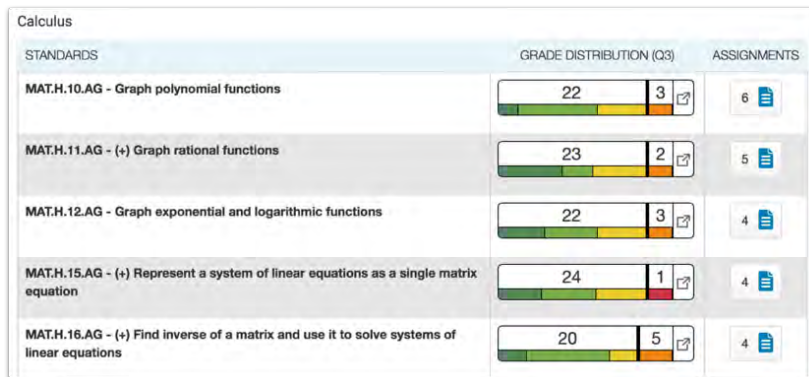 Calculus
STANDARDS GRADE DISTRIBUTION (Q3) ASSIGNMENTS
MAT.H.10.AG - Graph polynomial functions 22 3 6
MAT.H.11.AG - (+) Graph rational functions 23 2 5
MAT.H.12.AG - Graph exponential and logarithmic functions 22 3 4
MAT.H.15.AG - (+) Represent a system of linear equations as a single matrix
equation 24 1 4
MAT.H.16.AG - (+) Find inverse of a matrix and use it to solve systems of
linear equations 20 5 4